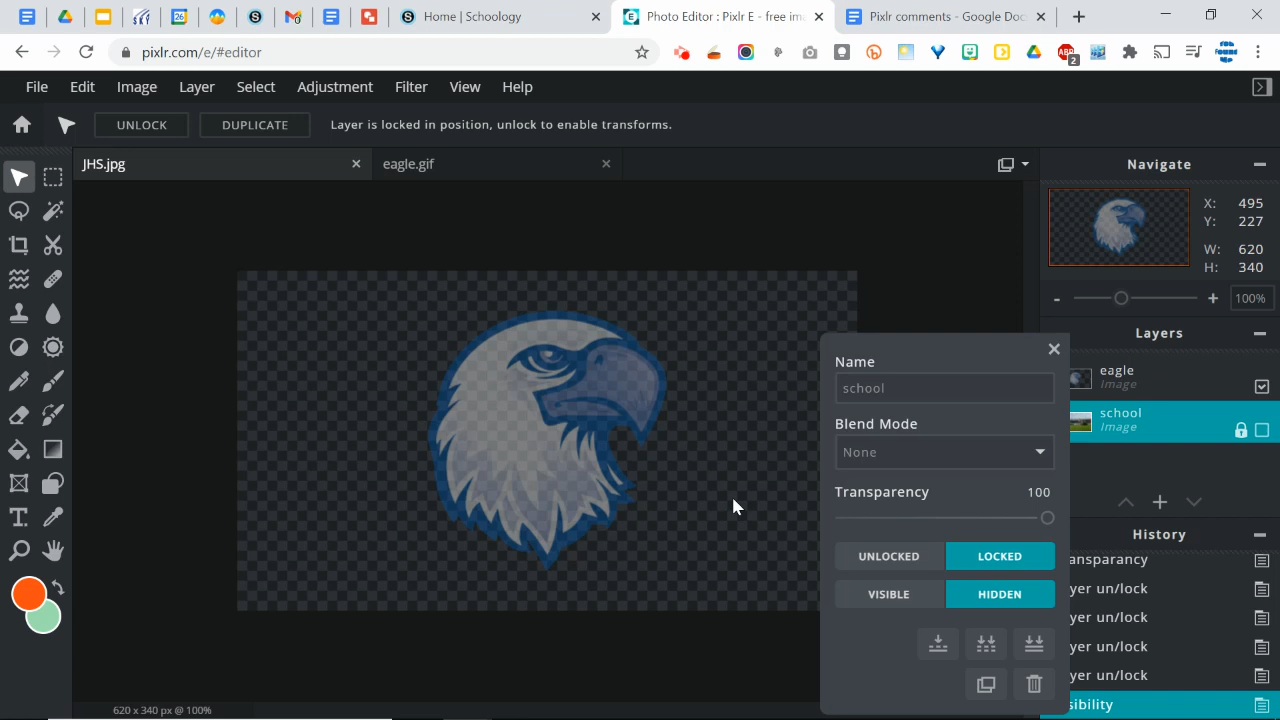 Home | Schoology
Photo Editor : Pixlr E - free ima
Pixlr comments - Google Doc
pixlr.com/e/#editor
2
File Edit Image Layer Select Adjustment Filter View Help
UNLOCK DUPLICATE Layer is locked in position, unlock to enable transforms.
JHS.jpg eagle.gif
Navigate
X: 495
Y: 227
W: 620
H: 340
100%
Layers
eagle
Image
school
Image
Name
school
Blend Mode
None
Transparency 100
UNLOCKED LOCKED
VISIBLE HIDDEN
History
ansparancy
yer un/lock
yer un/lock
yer un/lock
yer un/lock
sibility
620 x 340 px @ 100%